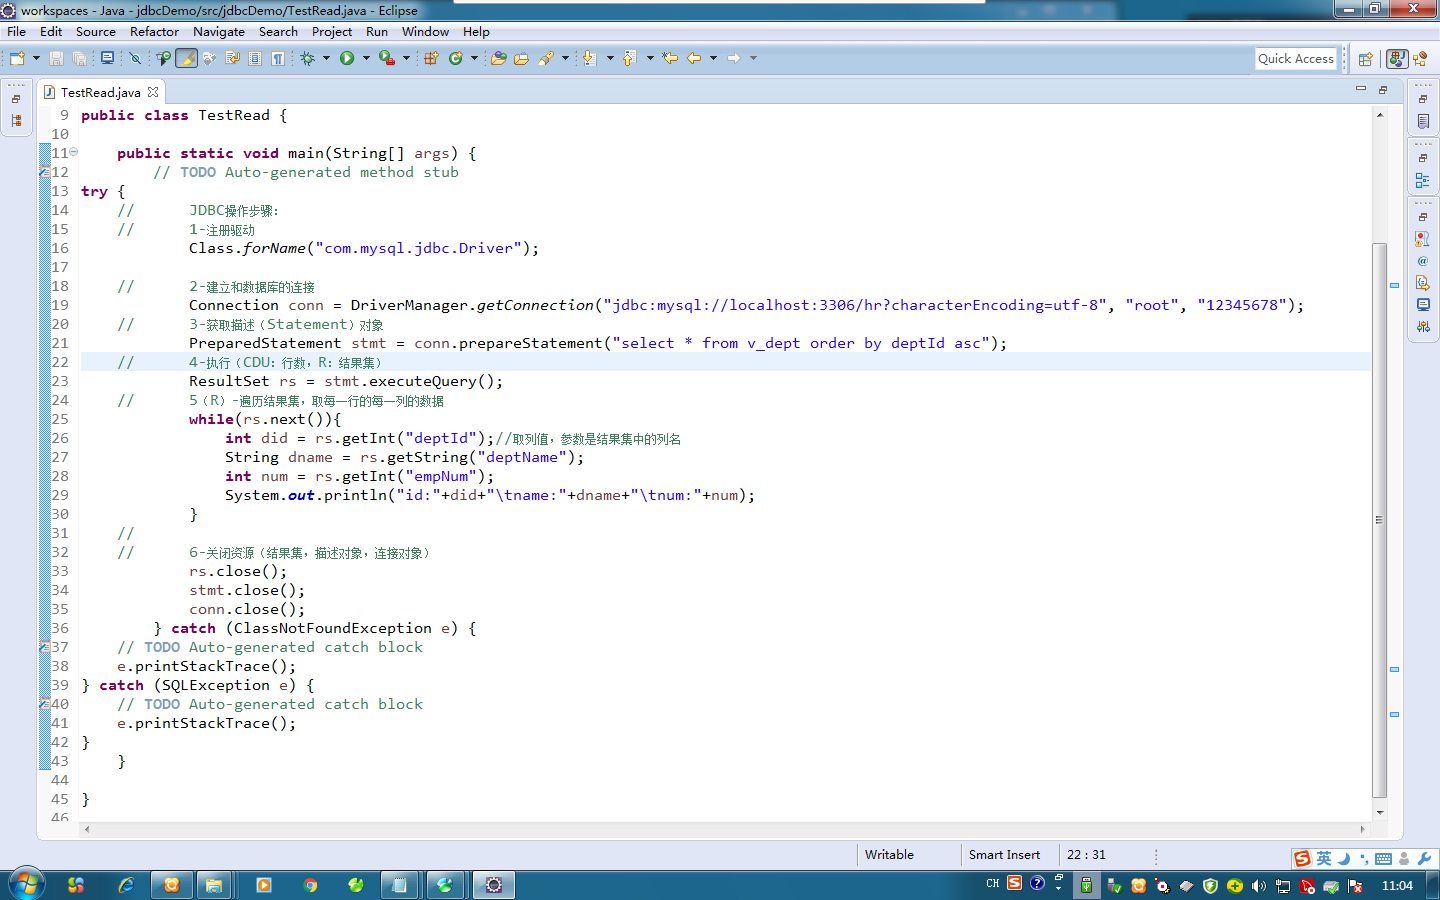 workspaces - Java - jdbcDemo/src/jdbcDemo/TestRead.java - Eclipse
File Edit Source Refactor Navigate Search Project Run Window Help
Quick Access
TestRead.java
9 public class TestRead {
10
11 public static void main(String[] args) {
12 // TODO Auto-generated method stub
13 try {
14 // JDBC操作步骤：
15 // 1-注册驱动
16 Class.forName("com.mysql.jdbc.Driver");
17
18 // 2-建立和数据库的连接
19 Connection conn = DriverManager.getConnection("jdbc:mysql://localhost:3306/hr?characterEncoding=utf-8", "root", "12345678");
20 // 3-获取描述（Statement）对象
21 PreparedStatement stmt = conn.prepareStatement("select * from v_dept order by deptId asc");
22 // 4-执行（CDU：行数，R：结果集）
23 ResultSet rs = stmt.executeQuery();
24 // 5（R）-遍历结果集，取每一行的每一列的数据
25 while(rs.next()){
26 int did = rs.getInt("deptId");//取列值，参数是结果集中的列名
27 String dname = rs.getString("deptName");
28 int num = rs.getInt("empNum");
29 System.out.println("id:"+did+"\tname:"+dname+"\tnum:"+num);
30 }
31 //
32 // 6-关闭资源（结果集，描述对象，连接对象）
33 rs.close();
34 stmt.close();
35 conn.close();
36 } catch (ClassNotFoundException e) {
37 // TODO Auto-generated catch block
38 e.printStackTrace();
39 } catch (SQLException e) {
40 // TODO Auto-generated catch block
41 e.printStackTrace();
42 }
43 }
44
45 }
46
Writable Smart Insert 22 : 31
英
CH 11:04